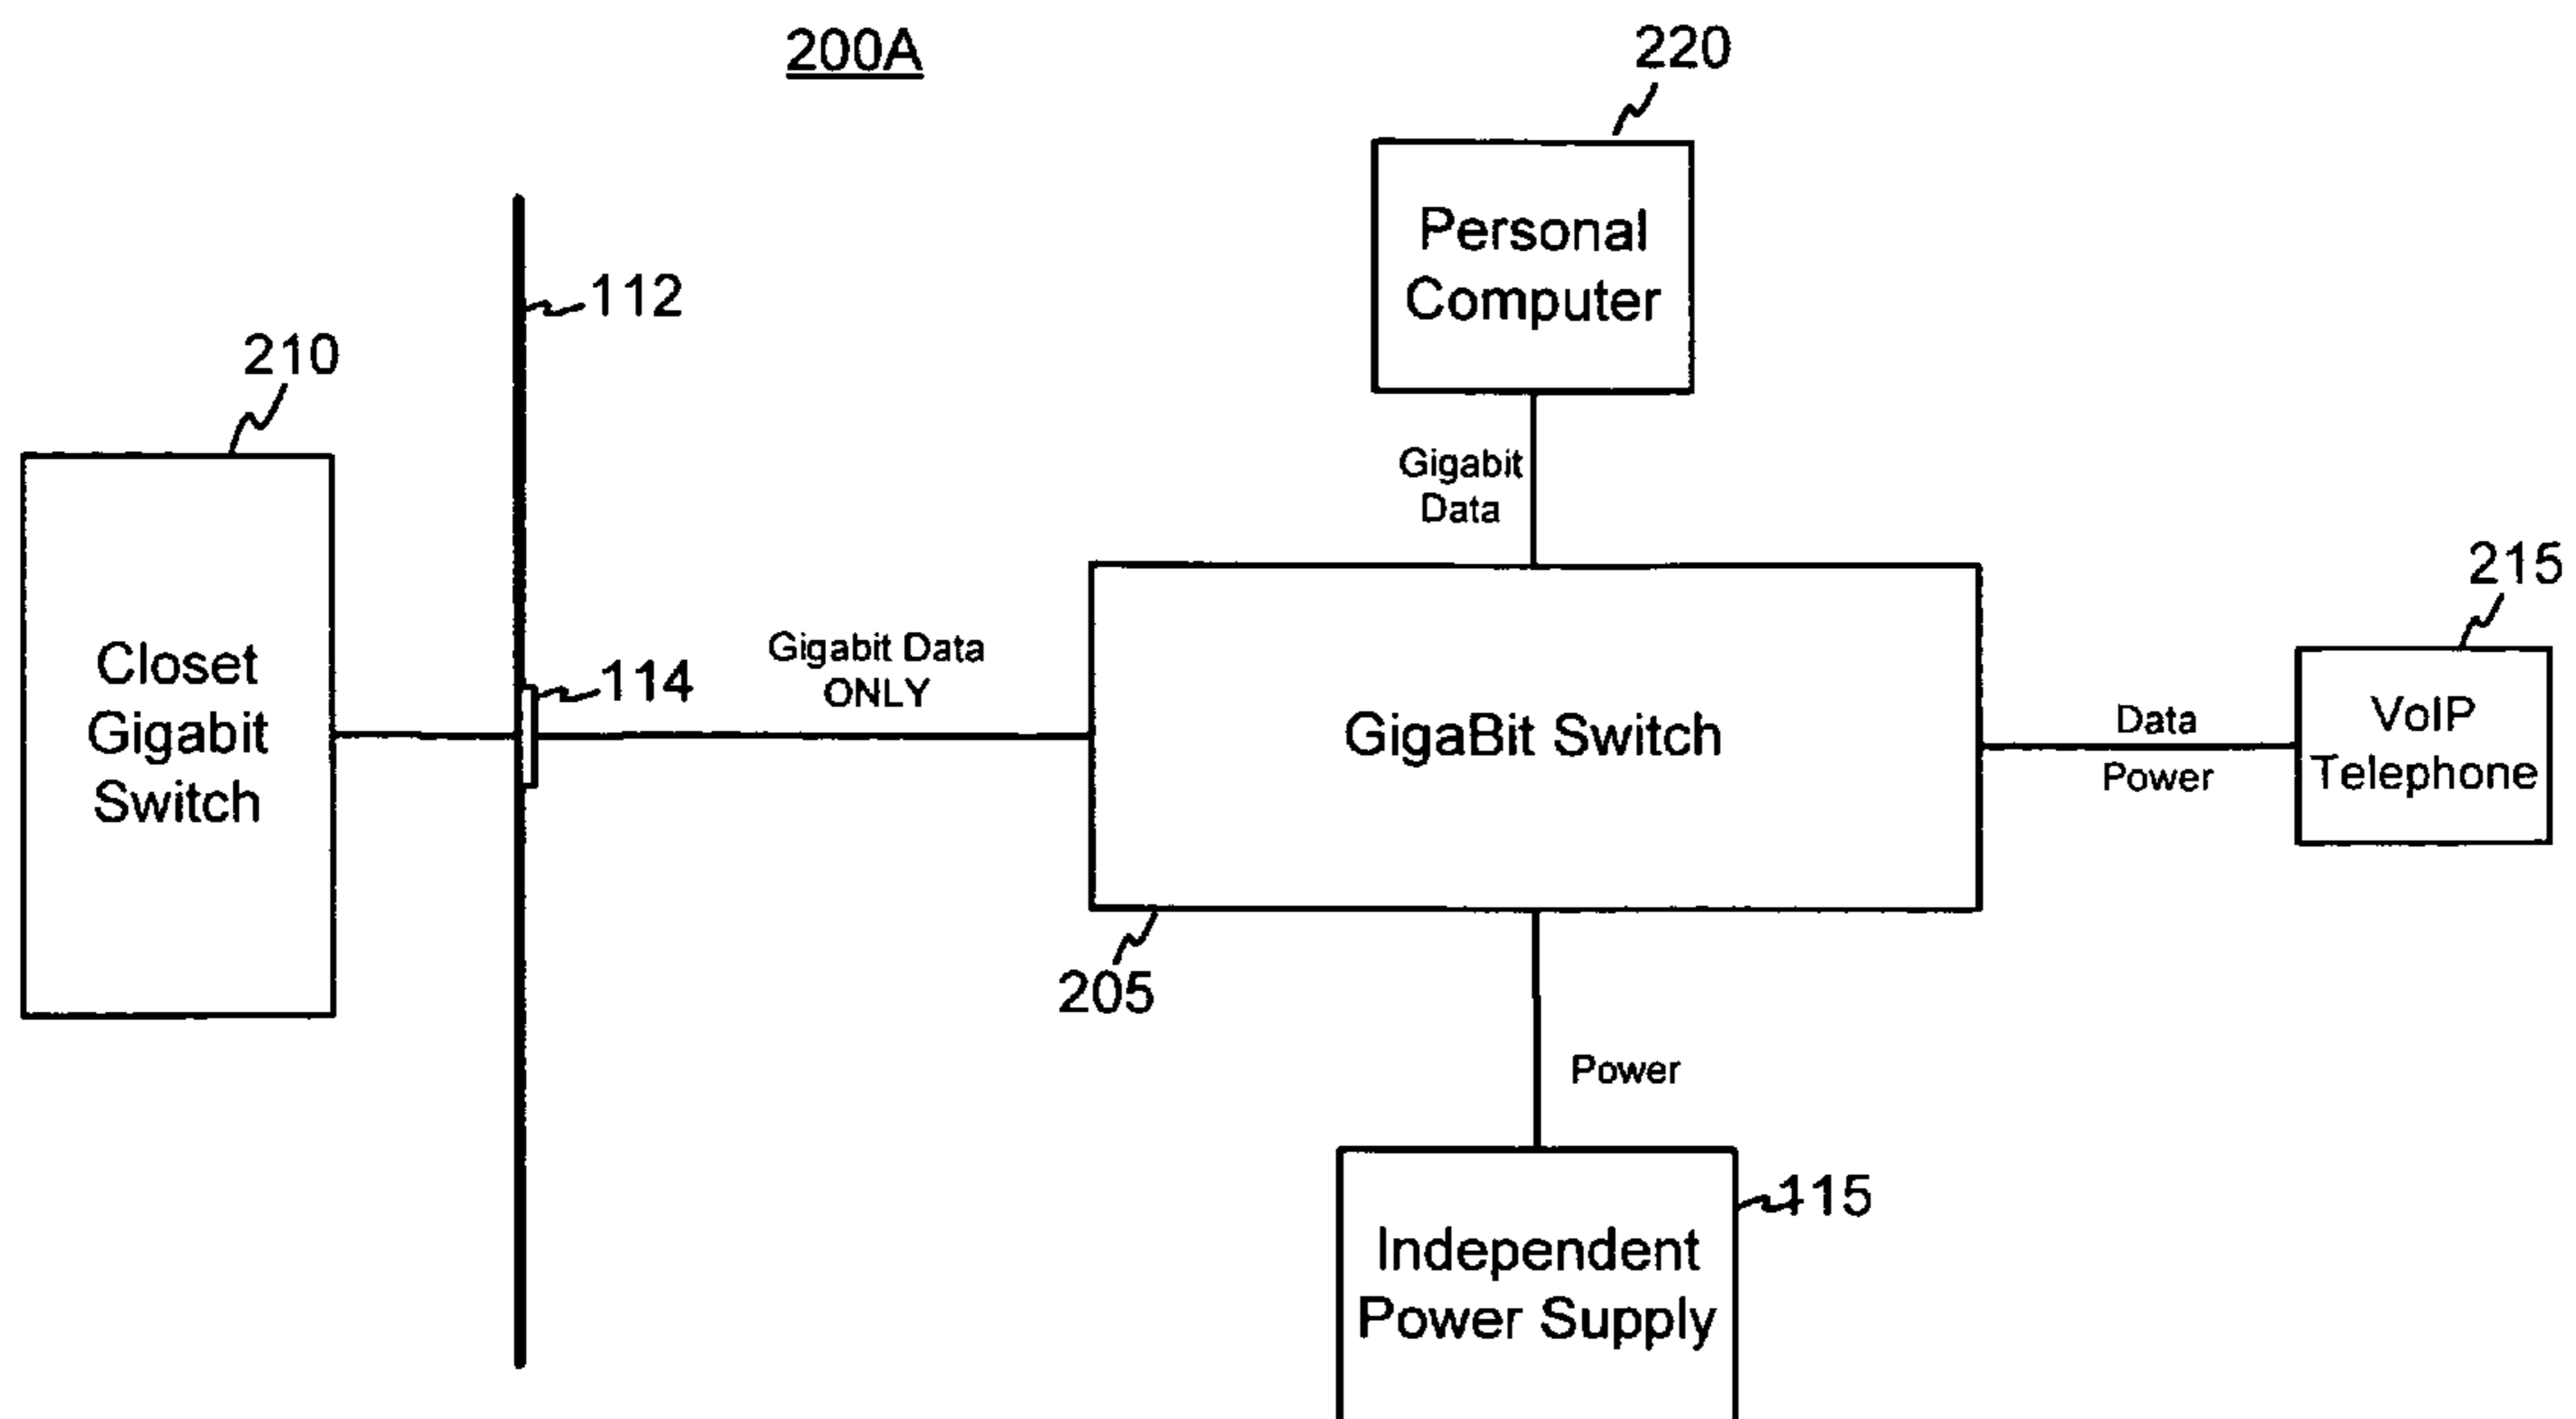 200A
220
Personal
Computer
112
210
Gigabit
Data
215
Closet
Gigabit
Switch
114
Gigabit Data
ONLY
GigaBit Switch
Data
Power
VoIP
Telephone
205
Power
115
Independent
Power Supply